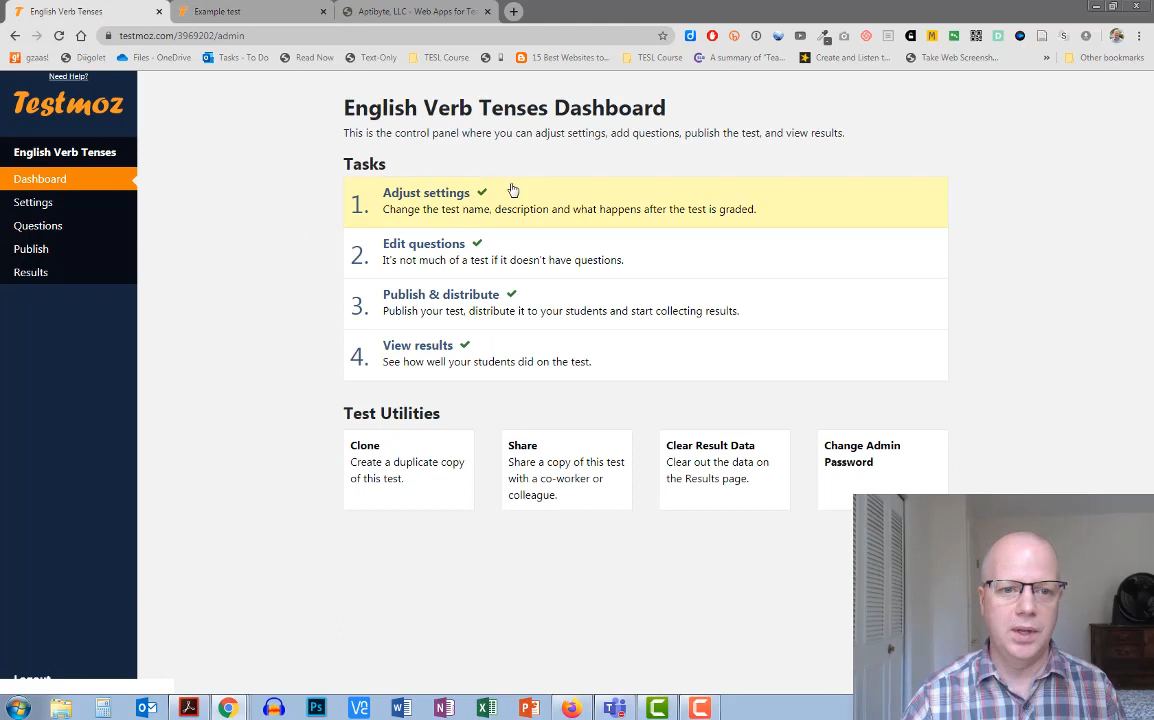 English Verb Tenses
Example test
Aptibyte, LLC - Web Apps for Te
testmoz.com/3969202/admin
gzaas!
Diigolet
Files - OneDrive
Tasks - To Do
Read Now
Text-Only
TESL Course
15 Best Websites to...
TESL Course
A summary of "Tea...
Create and Listen t...
Take Web Screensh...
»
Other bookmarks
Need Help?
Testmoz
English Verb Tenses
Dashboard
Settings
Questions
Publish
Results
English Verb Tenses Dashboard
This is the control panel where you can adjust settings, add questions, publish the test, and view results.
Tasks
1. Adjust settings
Change the test name, description and what happens after the test is graded.
2. Edit questions
It's not much of a test if it doesn't have questions.
3. Publish & distribute
Publish your test, distribute it to your students and start collecting results.
4. View results
See how well your students did on the test.
Test Utilities
Clone
Create a duplicate copy
of this test.
Share
Share a copy of this test
with a co-worker or
colleague.
Clear Result Data
Clear out the data on
the Results page.
Change Admin
Password
Logout